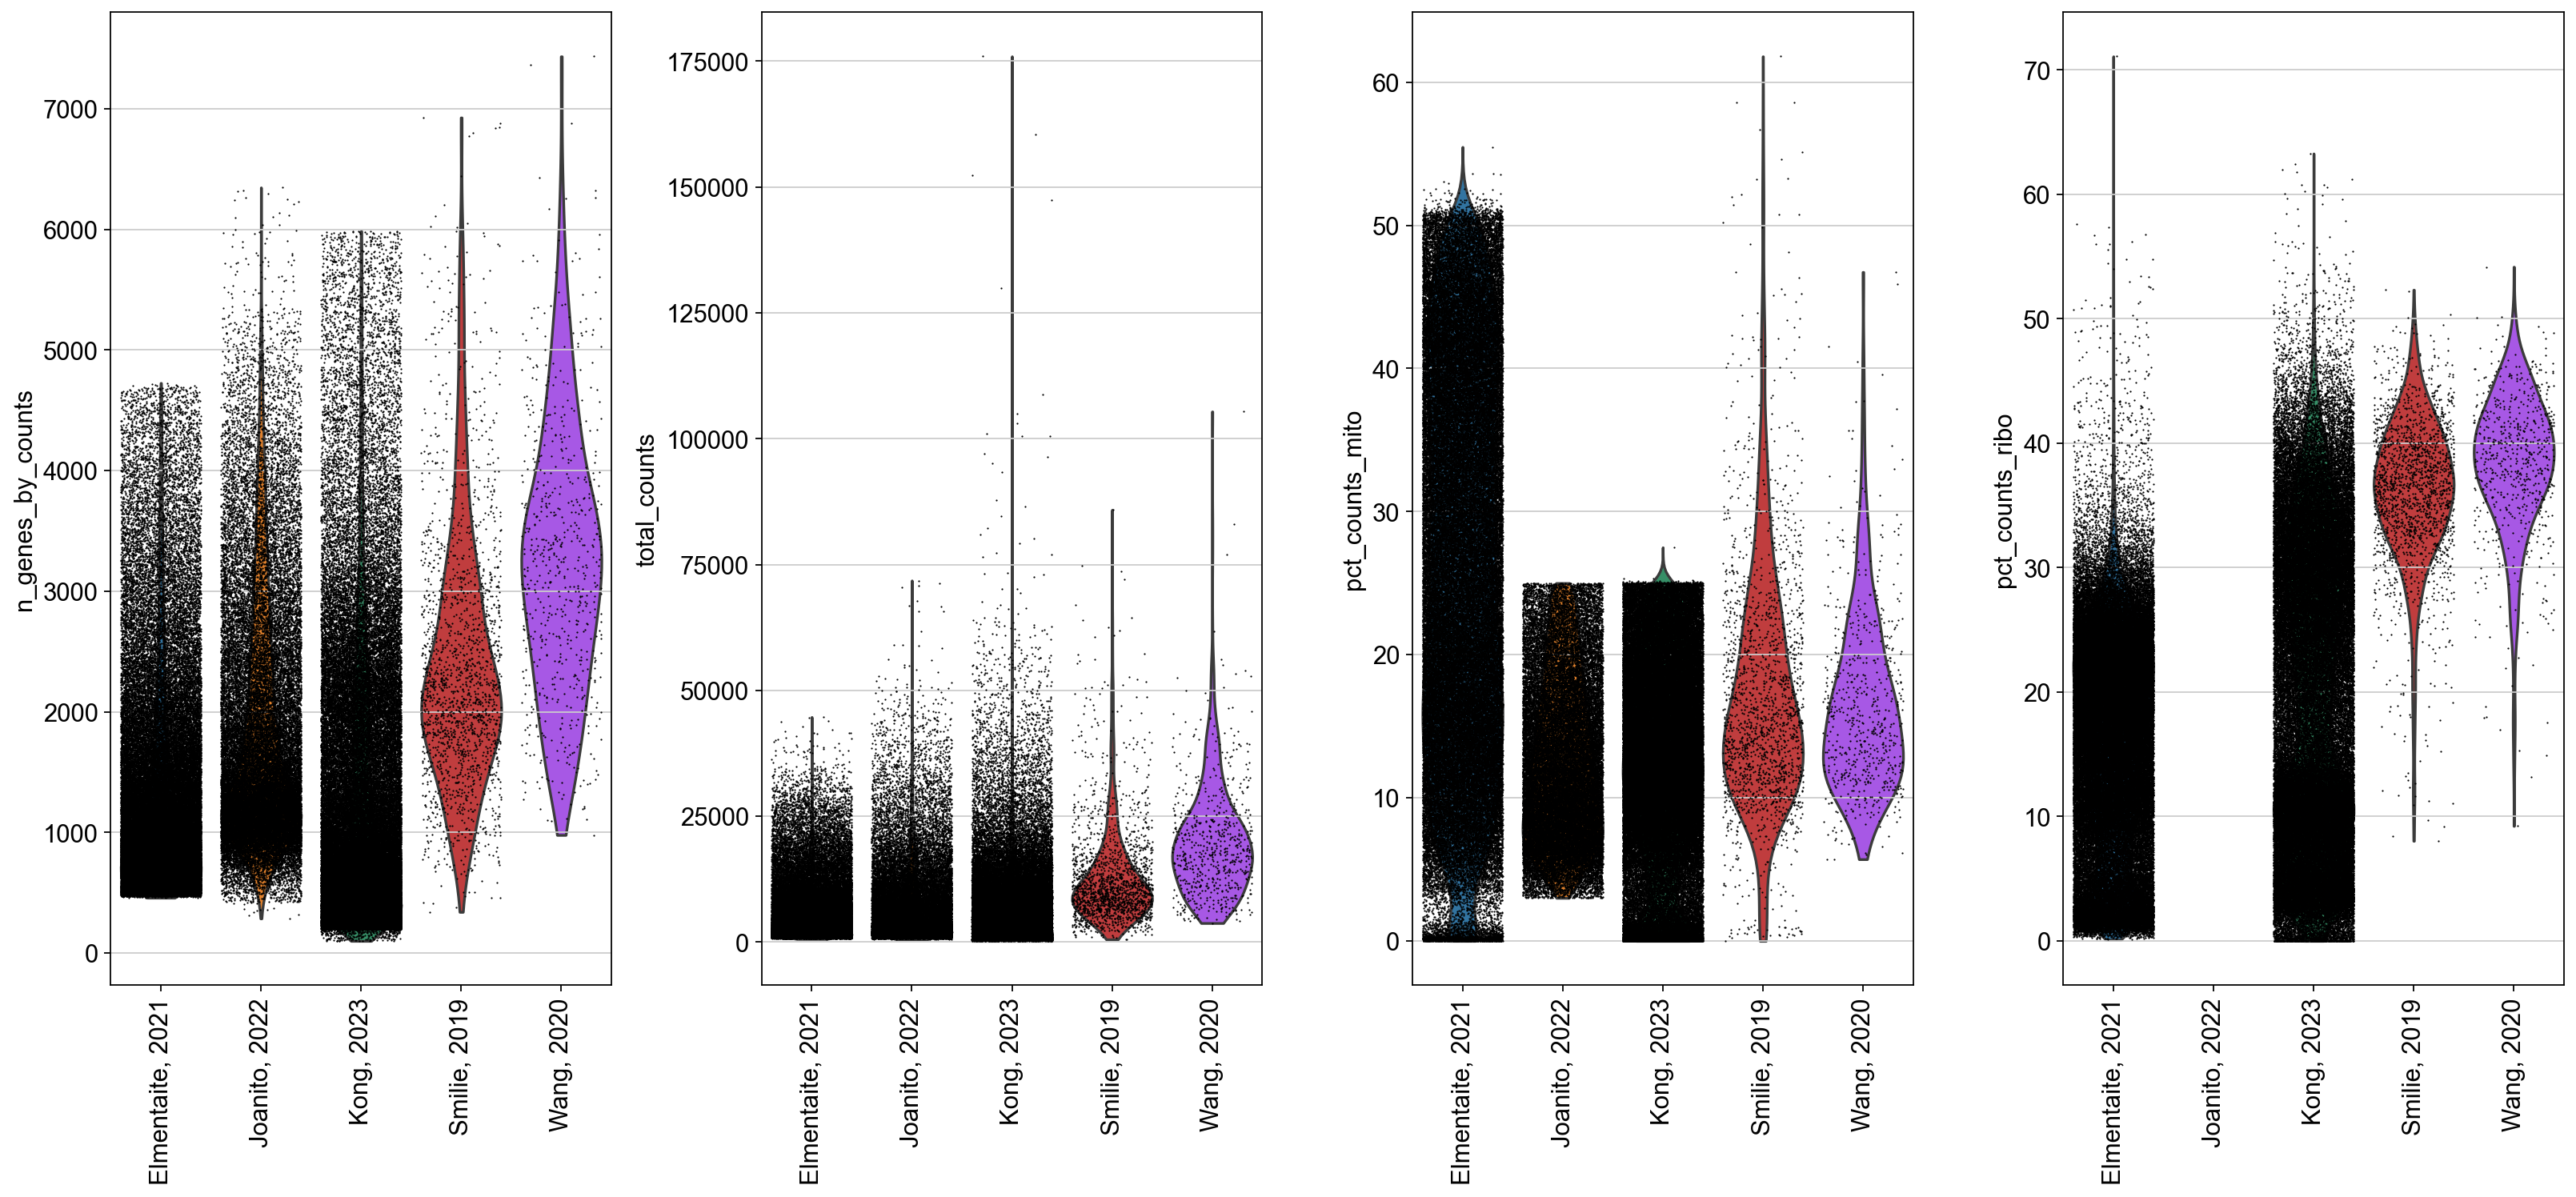 n_genes_by_counts
7000
6000
5000
4000
3000
2000
1000
0
Elmentaite, 2021
Joanito, 2022
Kong, 2023
Smilie, 2019
Wang, 2020
total_counts
175000
150000
125000
100000
75000
50000
25000
0
Elmentaite, 2021
Joanito, 2022
Kong, 2023
Smilie, 2019
Wang, 2020
pct_counts_mito
60
50
40
30
20
10
0
Elmentaite, 2021
Joanito, 2022
Kong, 2023
Smilie, 2019
Wang, 2020
pct_counts_ribo
70
60
50
40
30
20
10
0
Elmentaite, 2021
Joanito, 2022
Kong, 2023
Smilie, 2019
Wang, 2020